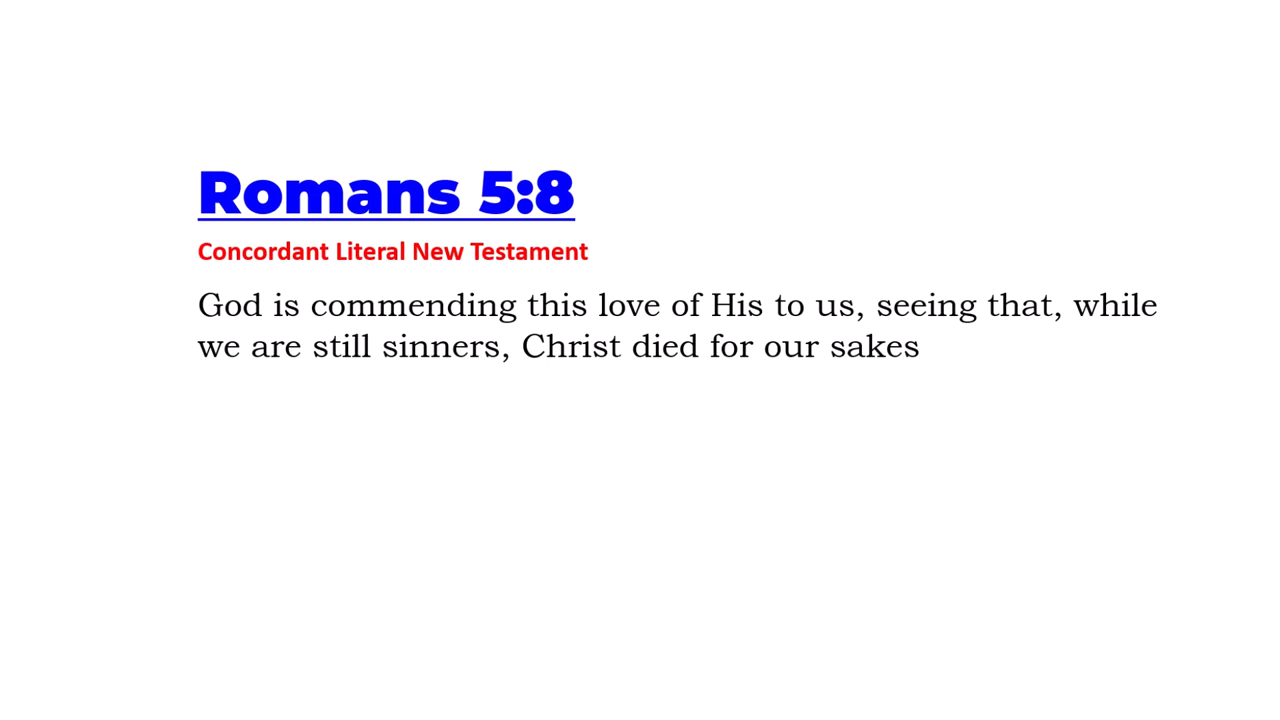 Romans 5:8
Concordant Literal New Testament
God is commending this love of His to us, seeing that, while
we are still sinners, Christ died for our sakes